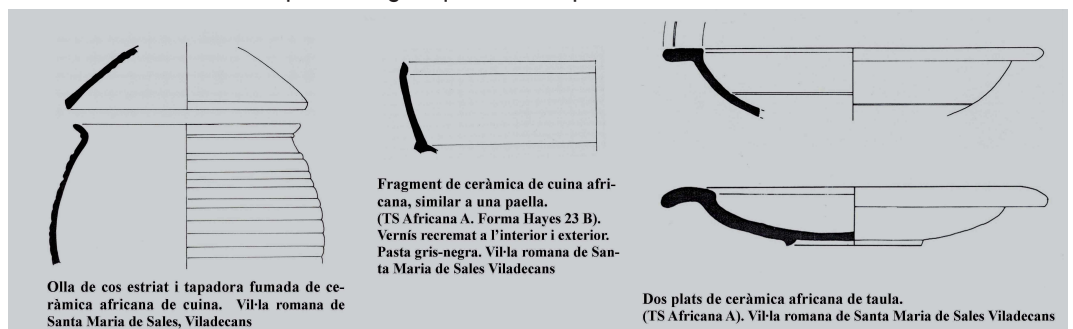 Olla de cos estriat i tapadora fumada de ce-
ràmica africana de cuina. Vil·la romana de
Santa Maria de Sales, Viladecans
Fragment de ceràmica de cuina afri-
cana, similar a una paella.
(TS Africana A. Forma Hayes 23 B).
Vernís recremat a l'interior i exterior.
Pasta gris-negra. Vil·la romana de San-
ta Maria de Sales Viladecans
Dos plats de ceràmica africana de taula.
(TS Africana A). Vil·la romana de Santa Maria de Sales Viladecans